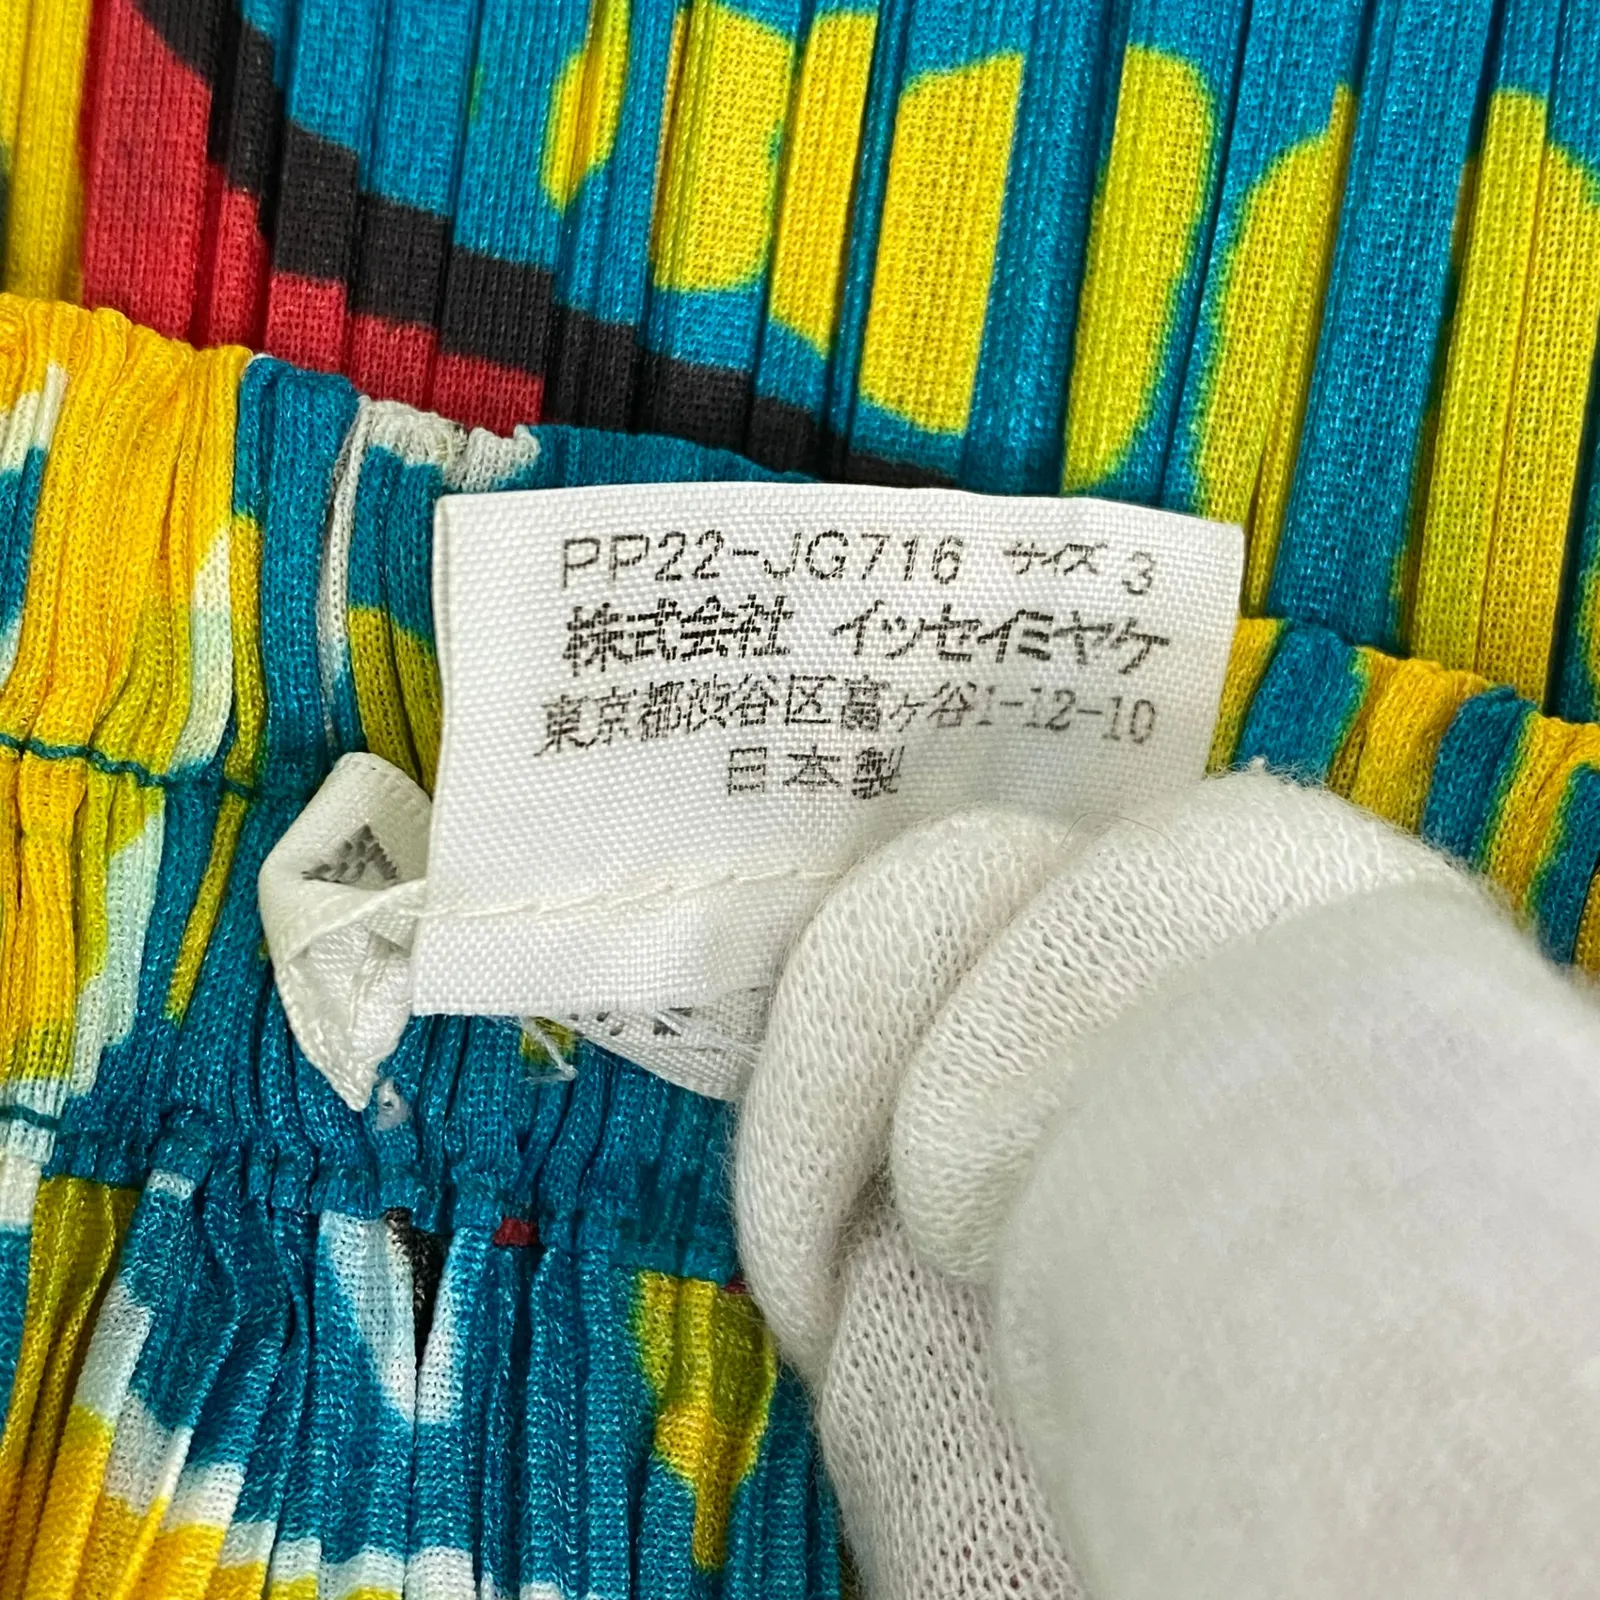 PP22-JG716 サイズ 3
株式会社 イッセイミヤケ
東京都渋谷区富ヶ谷1-12-10
日本製